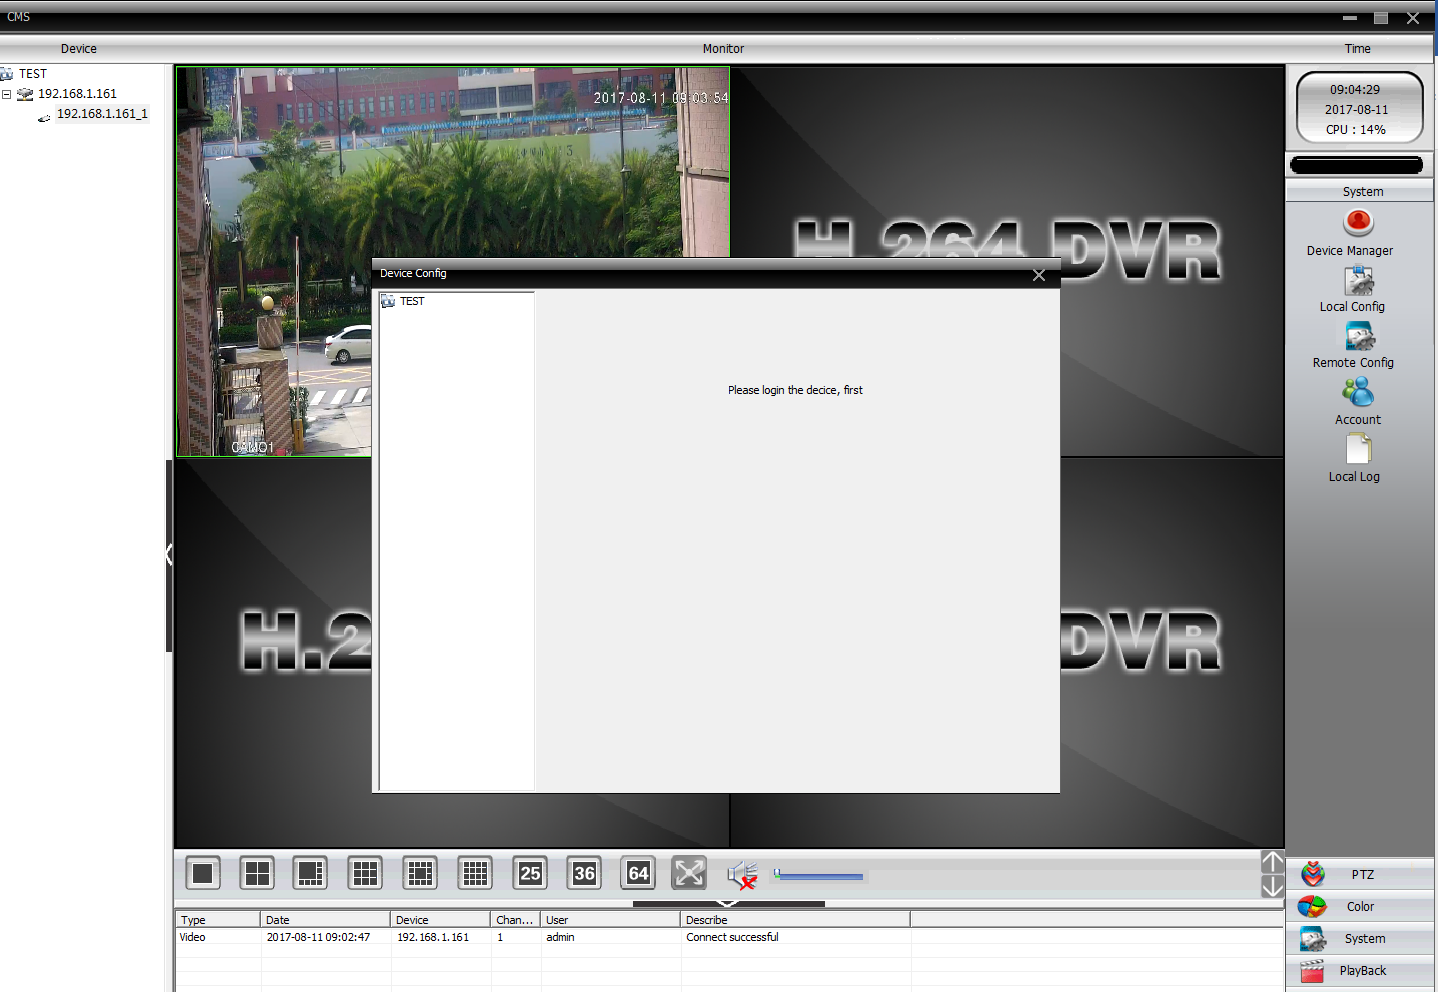 CMS
Device
Monitor
Time
TEST
192.168.1.161
192.168.1.161_1
2017-08-11 09:03:54
CAM01
H.264 DVR
H.2
DVR
Device Config
TEST
Please login the decice, first
09:04:29
2017-08-11
CPU : 14%
System
Device Manager
Local Config
Remote Config
Account
Local Log
25
36
64
PTZ
Color
System
PlayBack
Type Date Device Chan... User Describe
Video 2017-08-11 09:02:47 192.168.1.161 1 admin Connect successful